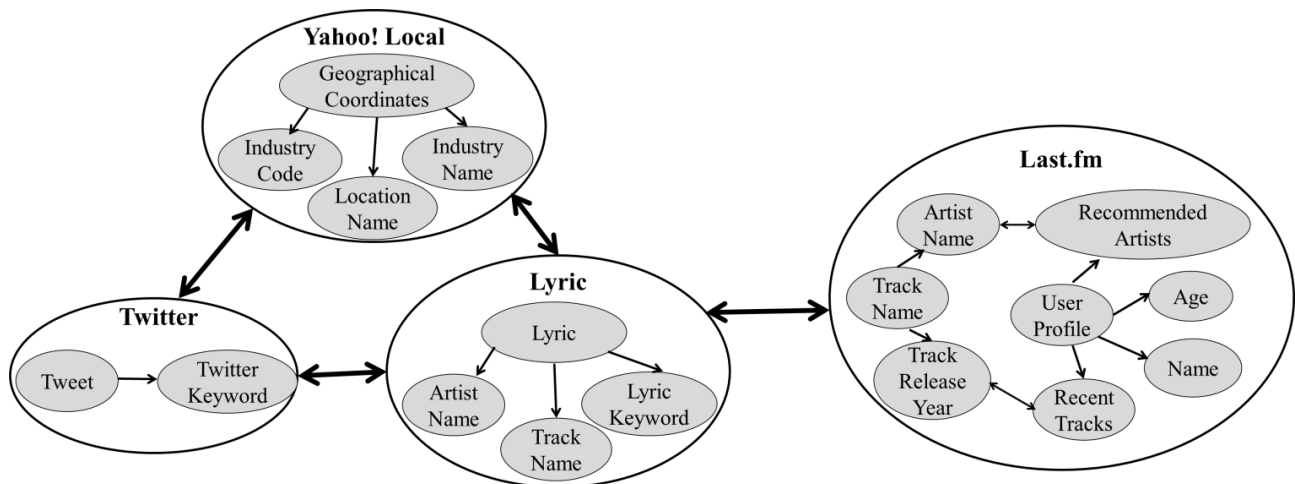 Yahoo! Local
Geographical
Coordinates
Industry
Code
Industry
Name
Location
Name
Twitter
Tweet
Twitter
Keyword
Lyric
Lyric
Artist
Name
Lyric
Keyword
Track
Name
Last.fm
Artist
Name
Recommended
Artists
Track
Name
User
Profile
Age
Track
Release
Year
Name
Recent
Tracks